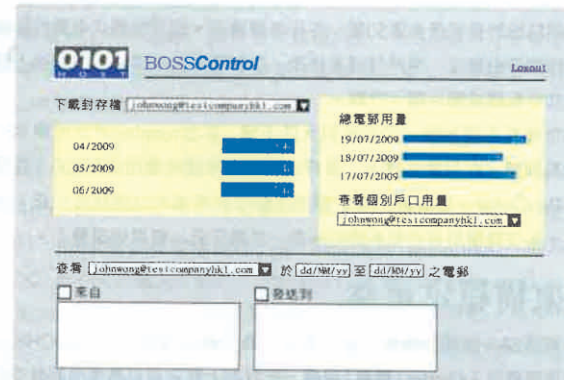 0101
HOST
BOSSControl
Logout
下載封存檔 johnwong@testcompanyhk1.com
04/2009
05/2009
06/2009
總電郵用量
19/07/2009
18/07/2009
17/07/2009
查看個別戶口用量
johnwong@testcompanyhk1.com
查看 johnwong@testcompanyhk1.com 於 dd/MM/yy 至 dd/MM/yy 之電郵
來自
發送到